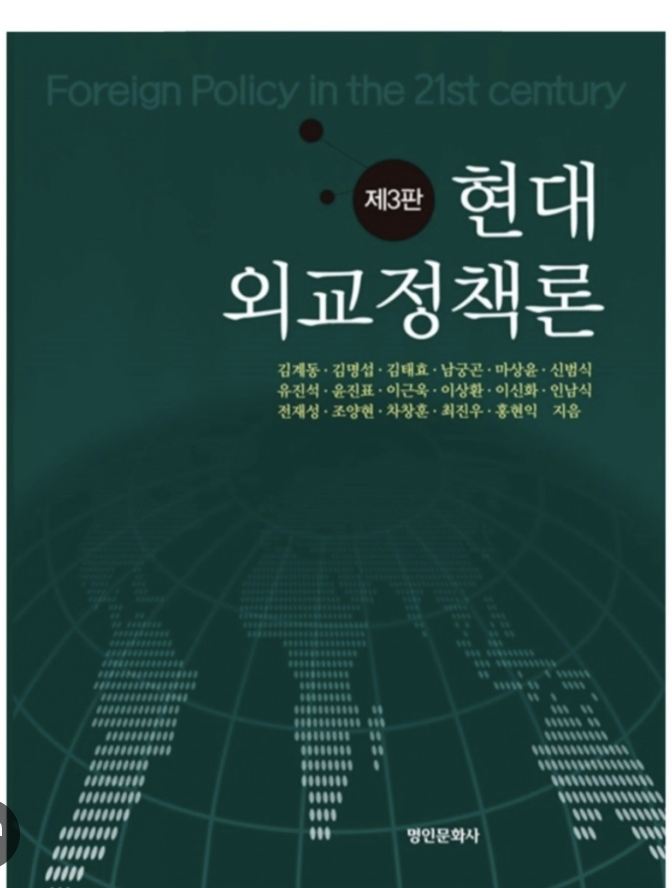 Foreign Policy in the 21st century
제3판 현대
외교정책론
김계동 · 김명섭 · 김태효 · 남궁곤 · 마상윤 · 신범식
유진석 · 윤진표 · 이근욱 · 이상환 · 이신화 · 인남식
전재성 · 조양현 · 차창훈 · 최진우 · 홍현익 지음
명인문화사